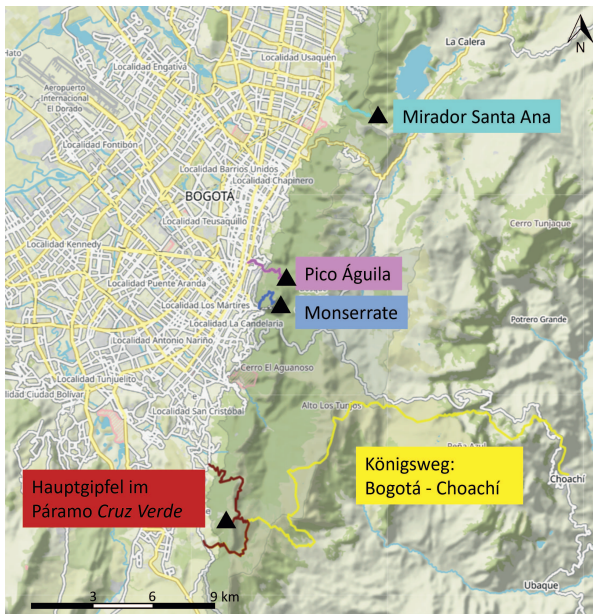 La Calera
N
Localidad Usaquén
Hato
Localidad Engativá
Aeropuerto
Internacional
El Dorado
Mirador Santa Ana
Localidad Fontibón
Localidad Barrios Unidos
Localidad Chapinero
BOGOTÁ
Localidad Teusaquillo
Cerro Tunjaque
Localidad Kennedy
Pico Águila
Localidad Puente Aranda
Localidad Los Mártires
Monserrate
Potrero Grande
Localidad La Candelaria
Localidad Antonio Nariño
Cerro El Aguanoso
Localidad Tunjuelito
alidad Ciudad Bolívar
Localidad San Cristóbal
Alto Los Tunjos
Peña Azul
Königsweg:
Bogotá - Choachí
Choachí
Hauptgipfel im
Páramo Cruz Verde
Ubaque
3 6 9 km